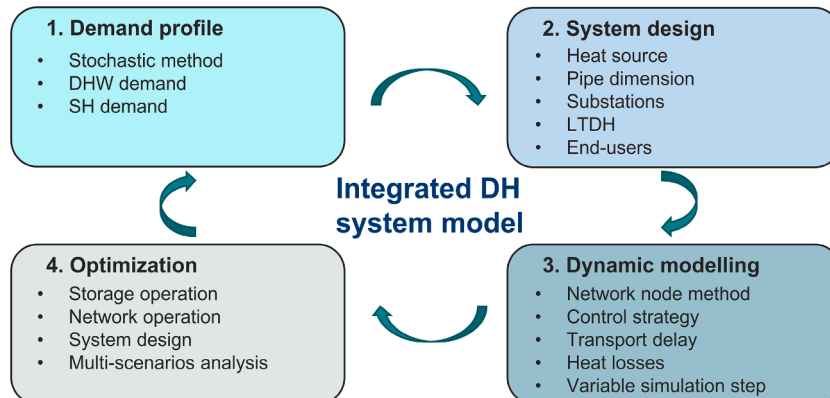 1. Demand profile
• Stochastic method
• DHW demand
• SH demand
2. System design
• Heat source
• Pipe dimension
• Substations
• LTDH
• End-users
Integrated DH
system model
4. Optimization
• Storage operation
• Network operation
• System design
• Multi-scenarios analysis
3. Dynamic modelling
• Network node method
• Control strategy
• Transport delay
• Heat losses
• Variable simulation step